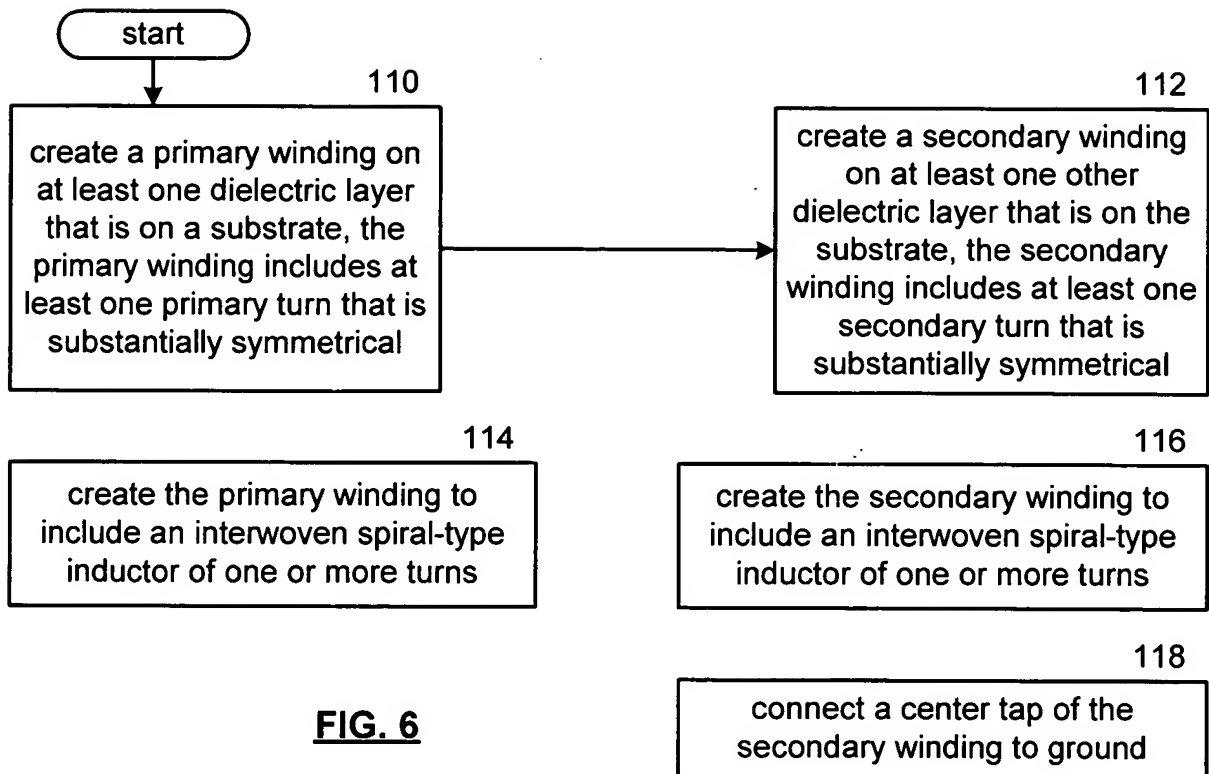 start
110
create a primary winding on
at least one dielectric layer
that is on a substrate, the
primary winding includes at
least one primary turn that is
substantially symmetrical
112
create a secondary winding
on at least one other
dielectric layer that is on the
substrate, the secondary
winding includes at least one
secondary turn that is
substantially symmetrical
114
create the primary winding to
include an interwoven spiral-type
inductor of one or more turns
116
create the secondary winding to
include an interwoven spiral-type
inductor of one or more turns
118
connect a center tap of the
secondary winding to ground
FIG. 6